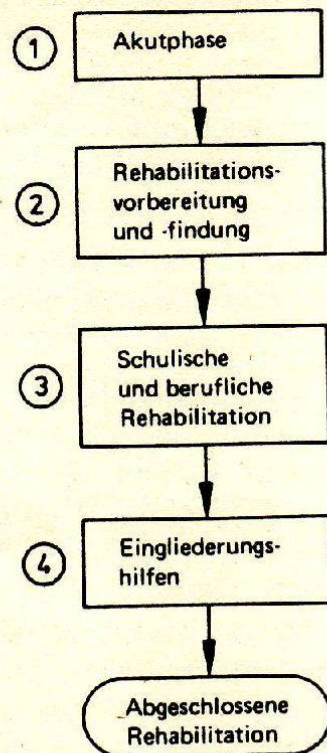 1
Akutphase
2
Rehabilitations-
vorbereitung
und -findung
3
Schulische
und berufliche
Rehabilitation
4
Eingliederungs-
hilfen
Abgeschlossene
Rehabilitation